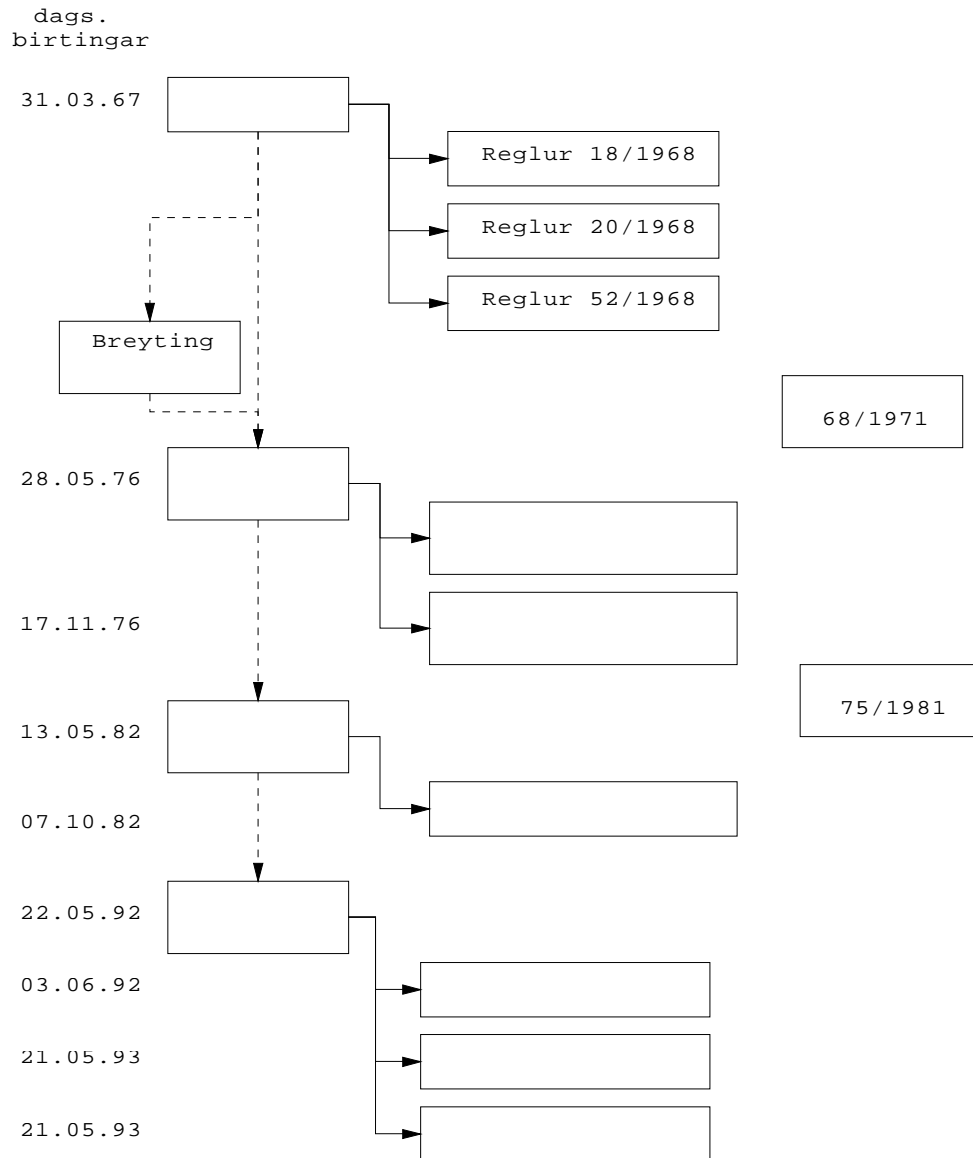 dags.
birtingar
31.03.67
Reglur 18/1968
Reglur 20/1968
Reglur 52/1968
Breyting
68/1971
28.05.76
17.11.76
75/1981
13.05.82
07.10.82
22.05.92
03.06.92
21.05.93
21.05.93